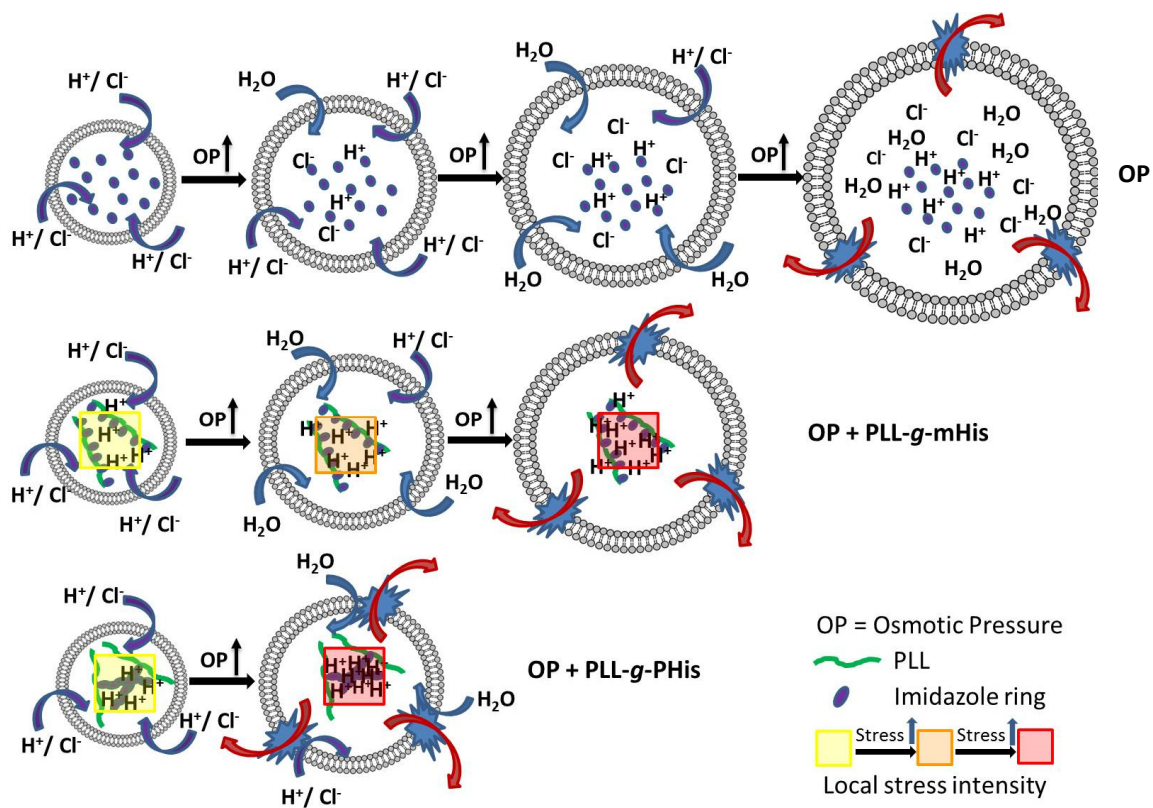 H⁺/ Cl⁻
H⁺/ Cl⁻
H⁺/ Cl⁻
OP
H₂O
H⁺/ Cl⁻
Cl⁻
H⁺
H⁺
Cl⁻
H⁺/ Cl⁻
H⁺/ Cl⁻
OP
H₂O
H⁺/ Cl⁻
Cl⁻
H⁺
H⁺
Cl⁻
H⁺
H⁺
Cl⁻
H₂O
H₂O
OP
Cl⁻
H₂O
H₂O
Cl⁻
Cl⁻
H⁺
H₂O
H₂O
H⁺
H⁺
H⁺
H⁺
Cl⁻
Cl⁻
H₂O
Cl⁻
H⁺
H₂O
OP
H⁺/ Cl⁻
H⁺
H⁺
H⁺
H⁺
H⁺/ Cl⁻
H⁺/ Cl⁻
OP
H₂O
H⁺/ Cl⁻
H⁺
H⁺
H⁺
H⁺
H⁺
H⁺
H₂O
H₂O
OP
H⁺
H⁺
H⁺
H⁺
H⁺
H⁺
H⁺
OP + PLL-g-mHis
H⁺/ Cl⁻
H⁺
H⁺
H⁺
H⁺
H⁺/ Cl⁻
H⁺/ Cl⁻
OP
H₂O
H⁺
H⁺
H⁺
H⁺
H⁺
H⁺
H⁺
H⁺
H₂O
H⁺/ Cl⁻
OP + PLL-g-PHis
OP = Osmotic Pressure
PLL
Imidazole ring
Stress
Stress
Local stress intensity